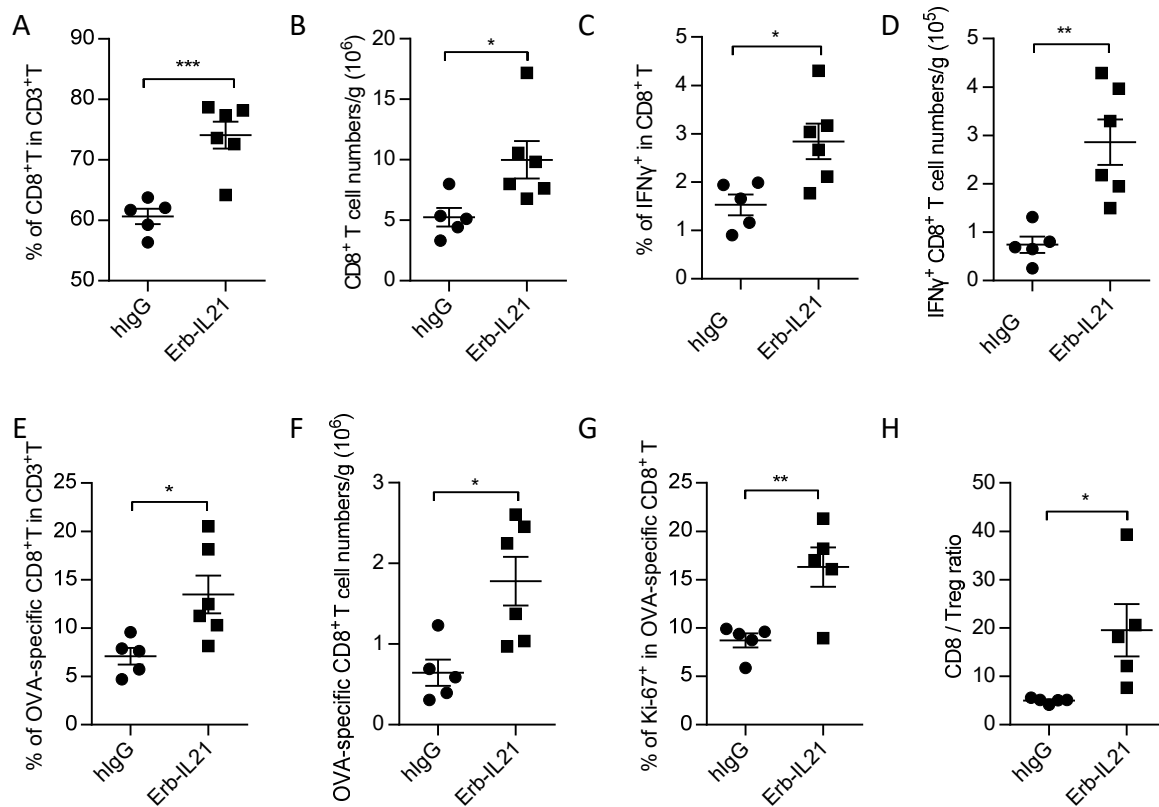 A
% of CD8⁺T in CD3⁺T
90
80
70
60
50
***
hIgG
Erb-IL21
B
CD8⁺ T cell numbers/g (10⁶)
20
15
10
5
0
*
hIgG
Erb-IL21
C
% of IFNγ⁺ in CD8⁺ T
5
4
3
2
1
0
*
hIgG
Erb-IL21
D
IFNγ⁺ CD8⁺ T cell numbers/g (10⁵)
5
4
3
2
1
0
**
hIgG
Erb-IL21
E
% of OVA-specific CD8⁺T in CD3⁺T
25
20
15
10
5
0
*
hIgG
Erb-IL21
F
OVA-specific CD8⁺ T cell numbers/g (10⁶)
3
2
1
0
*
hIgG
Erb-IL21
G
% of Ki-67⁺ in OVA-specific CD8⁺ T
25
20
15
10
5
0
**
hIgG
Erb-IL21
H
CD8 / Treg ratio
50
40
30
20
10
0
*
hIgG
Erb-IL21